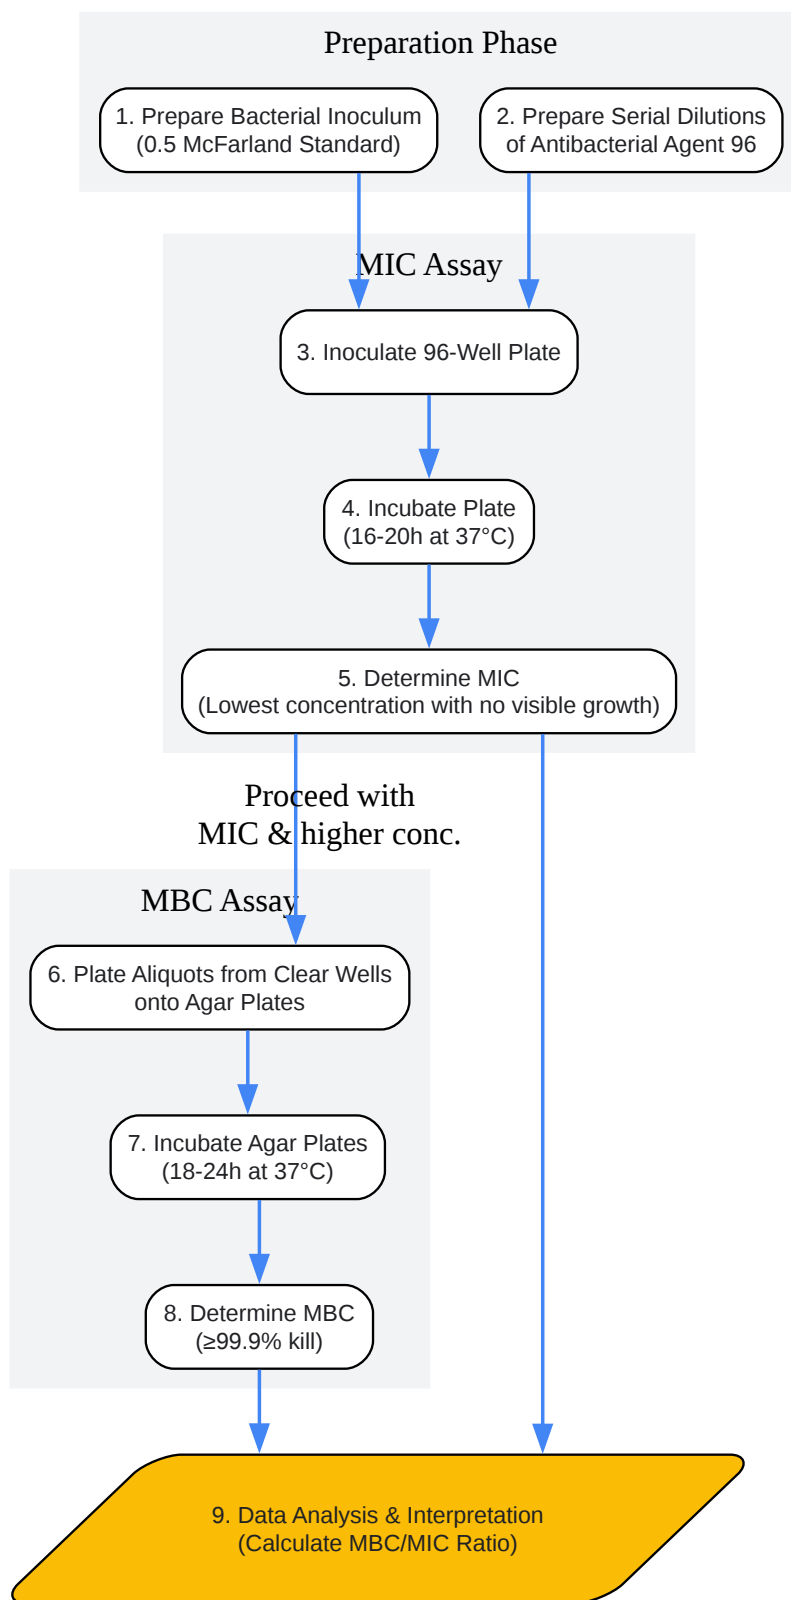 Preparation Phase
1. Prepare Bacterial Inoculum
(0.5 McFarland Standard)
2. Prepare Serial Dilutions
of Antibacterial Agent 96
MIC Assay
3. Inoculate 96-Well Plate
4. Incubate Plate
(16-20h at 37°C)
5. Determine MIC
(Lowest concentration with no visible growth)
Proceed with
MIC & higher conc.
MBC Assay
6. Plate Aliquots from Clear Wells
onto Agar Plates
7. Incubate Agar Plates
(18-24h at 37°C)
8. Determine MBC
(≥99.9% kill)
9. Data Analysis & Interpretation
(Calculate MBC/MIC Ratio)